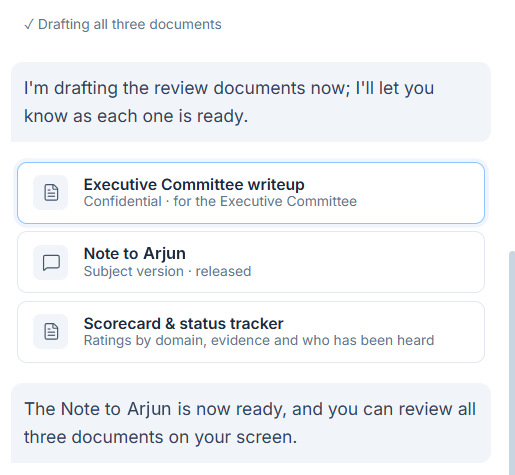 ✓ Drafting all three documents
I'm drafting the review documents now; I'll let you
know as each one is ready.
Executive Committee writeup
Confidential · for the Executive Committee
Note to Arjun
Subject version · released
Scorecard & status tracker
Ratings by domain, evidence and who has been heard
The Note to Arjun is now ready, and you can review all
three documents on your screen.